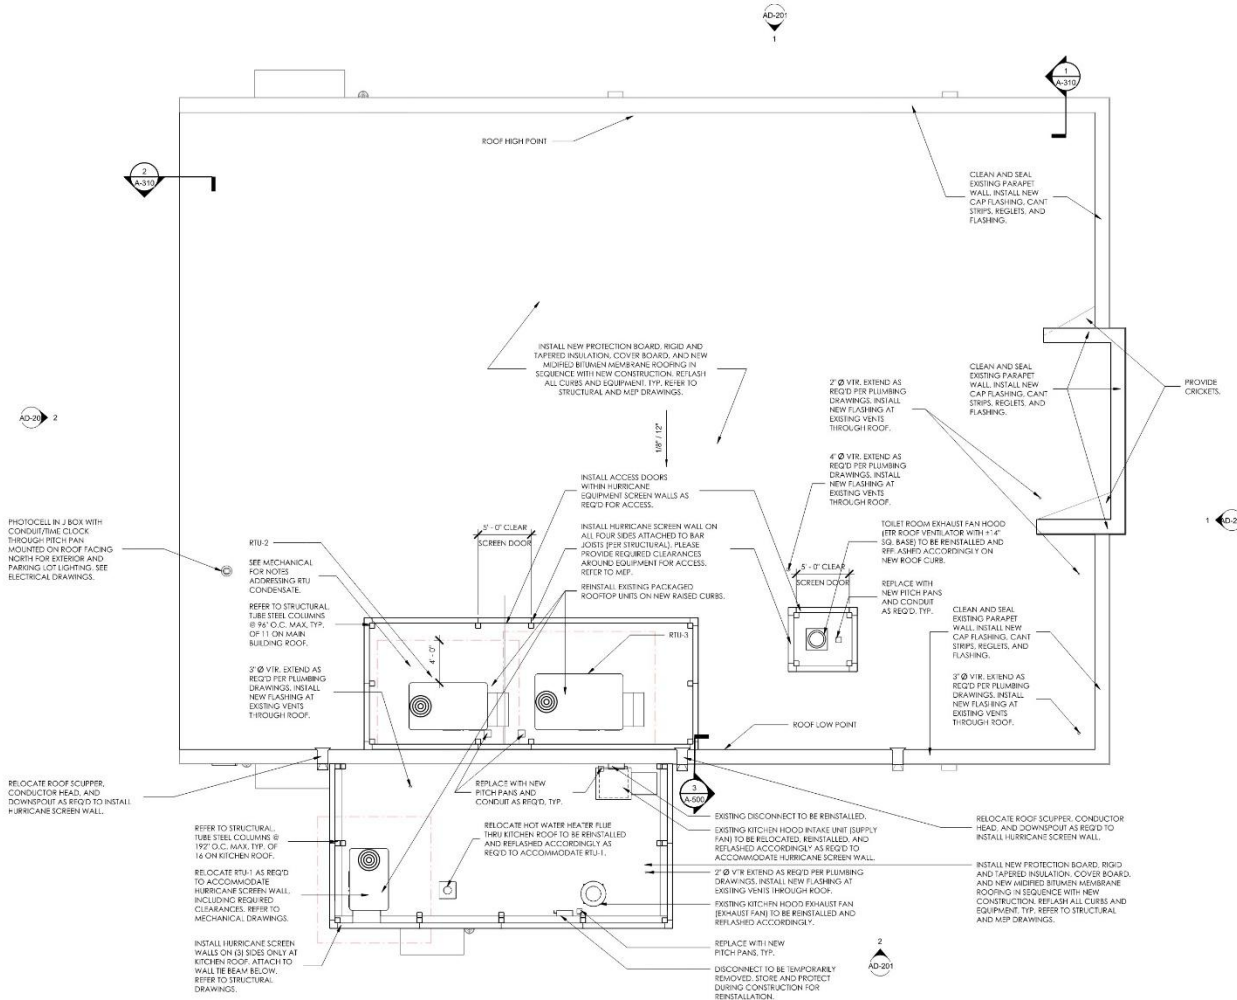 AD-201
1
1
A-310
ROOF HIGH POINT
2
A-310
CLEAN AND SEAL
EXISTING PARAPET
WALL. INSTALL NEW
CAP FLASHING, CANT
STRIPS, REGLETS, AND
FLASHING.
INSTALL NEW PROTECTION BOARD, RIGID AND
TAPERED INSULATION, COVER BOARD, AND NEW
MIDIFIED BITUMEN MEMBRANE ROOFING IN
SEQUENCE WITH NEW CONSTRUCTION. REFLASH
ALL CURBS AND EQUIPMENT, TYP. REFER TO
STRUCTURAL AND MEP DRAWINGS.
CLEAN AND SEAL
EXISTING PARAPET
WALL. INSTALL NEW
CAP FLASHING, CANT
STRIPS, REGLETS, AND
FLASHING.
PROVIDE
CRICKETS.
2" Ø VTR. EXTEND AS
REQ'D PER PLUMBING
DRAWINGS. INSTALL
NEW FLASHING AT
EXISTING VENTS
THROUGH ROOF.
AD-20 2
1/8" / 12"
4" Ø VTR. EXTEND AS
REQ'D PER PLUMBING
DRAWINGS. INSTALL
NEW FLASHING AT
EXISTING VENTS
THROUGH ROOF.
INSTALL ACCESS DOORS
WITHIN HURRICANE
EQUIPMENT SCREEN WALLS AS
REQ'D FOR ACCESS.
PHOTOCELL IN J BOX WITH
CONDUIT/TIME CLOCK
THROUGH PITCH PAN
MOUNTED ON ROOF FACING
NORTH FOR EXTERIOR AND
PARKING LOT LIGHTING. SEE
ELECTRICAL DRAWINGS.
5' - 0" CLEAR
SCREEN DOOR
INSTALL HURRICANE SCREEN WALL ON
ALL FOUR SIDES ATTACHED TO BAR
JOISTS (PER STRUCTURAL). PLEASE
PROVIDE REQUIRED CLEARANCES
AROUND EQUIPMENT FOR ACCESS.
REFER TO MEP.
TOILET ROOM EXHAUST FAN HOOD
(ETR ROOF VENTILATOR WITH ±14"
SQ. BASE) TO BE REINSTALLED AND
REFLASHED ACCORDINGLY ON
NEW ROOF CURB.
1 AD-2
RTU-2
SEE MECHANICAL
FOR NOTES
ADDRESSING RTU
CONDENSATE.
5' - 0" CLEAR
SCREEN DOOR
REINSTALL EXISTING PACKAGED
ROOFTOP UNITS ON NEW RAISED CURBS.
REPLACE WITH
NEW PITCH PANS
AND CONDUIT
AS REQ'D, TYP.
REFER TO STRUCTURAL.
TUBE STEEL COLUMNS
@ 96" O.C. MAX, TYP.
OF 11 ON MAIN
BUILDING ROOF.
CLEAN AND SEAL
EXISTING PARAPET
WALL. INSTALL NEW
CAP FLASHING, CANT
STRIPS, REGLETS, AND
FLASHING.
4' - 0"
RTU-3
3" Ø VTR. EXTEND AS
REQ'D PER PLUMBING
DRAWINGS. INSTALL
NEW FLASHING AT
EXISTING VENTS
THROUGH ROOF.
3" Ø VTR. EXTEND AS
REQ'D PER PLUMBING
DRAWINGS. INSTALL
NEW FLASHING AT
EXISTING VENTS
THROUGH ROOF.
ROOF LOW POINT
RELOCATE ROOF SCUPPER,
CONDUCTOR HEAD, AND
DOWNSPOUT AS REQ'D TO INSTALL
HURRICANE SCREEN WALL.
REPLACE WITH NEW
PITCH PANS AND
CONDUIT AS REQ'D, TYP.
3
A-500
EXISTING DISCONNECT TO BE REINSTALLED.
RELOCATE ROOF SCUPPER, CONDUCTOR
HEAD, AND DOWNSPOUT AS REQ'D TO
INSTALL HURRICANE SCREEN WALL.
REFER TO STRUCTURAL.
TUBE STEEL COLUMNS @
192" O.C. MAX, TYP. OF
16 ON KITCHEN ROOF.
RELOCATE HOT WATER HEATER FLUE
THRU KITCHEN ROOF TO BE REINSTALLED
AND REFLASHED ACCORDINGLY AS
REQ'D TO ACCOMMODATE RTU-1.
EXISTING KITCHEN HOOD INTAKE UNIT (SUPPLY
FAN) TO BE RELOCATED, REINSTALLED, AND
REFLASHED ACCORDINGLY AS REQ'D TO
ACCOMMODATE HURRICANE SCREEN WALL.
RELOCATE RTU-1 AS REQ'D
TO ACCOMMODATE
HURRICANE SCREEN WALL,
INCLUDING REQUIRED
CLEARANCES. REFER TO
MECHANICAL DRAWINGS.
2" Ø VTR EXTEND AS REQ'D PER PLUMBING
DRAWINGS. INSTALL NEW FLASHING AT
EXISTING VENTS THROUGH ROOF.
INSTALL NEW PROTECTION BOARD, RIGID
AND TAPERED INSULATION, COVER BOARD,
AND NEW MIDIFIED BITUMEN MEMBRANE
ROOFING IN SEQUENCE WITH NEW
CONSTRUCTION. REFLASH ALL CURBS AND
EQUIPMENT, TYP. REFER TO STRUCTURAL
AND MEP DRAWINGS.
EXISTING KITCHEN HOOD EXHAUST FAN
(EXHAUST FAN) TO BE REINSTALLED AND
REFLASHED ACCORDINGLY.
INSTALL HURRICANE SCREEN
WALLS ON (3) SIDES ONLY AT
KITCHEN ROOF. ATTACH TO
WALL TIE BEAM BELOW.
REFER TO STRUCTURAL
DRAWINGS.
REPLACE WITH NEW
PITCH PANS, TYP.
2
AD-201
DISCONNECT TO BE TEMPORARILY
REMOVED. STORE AND PROTECT
DURING CONSTRUCTION FOR
REINSTALLATION.